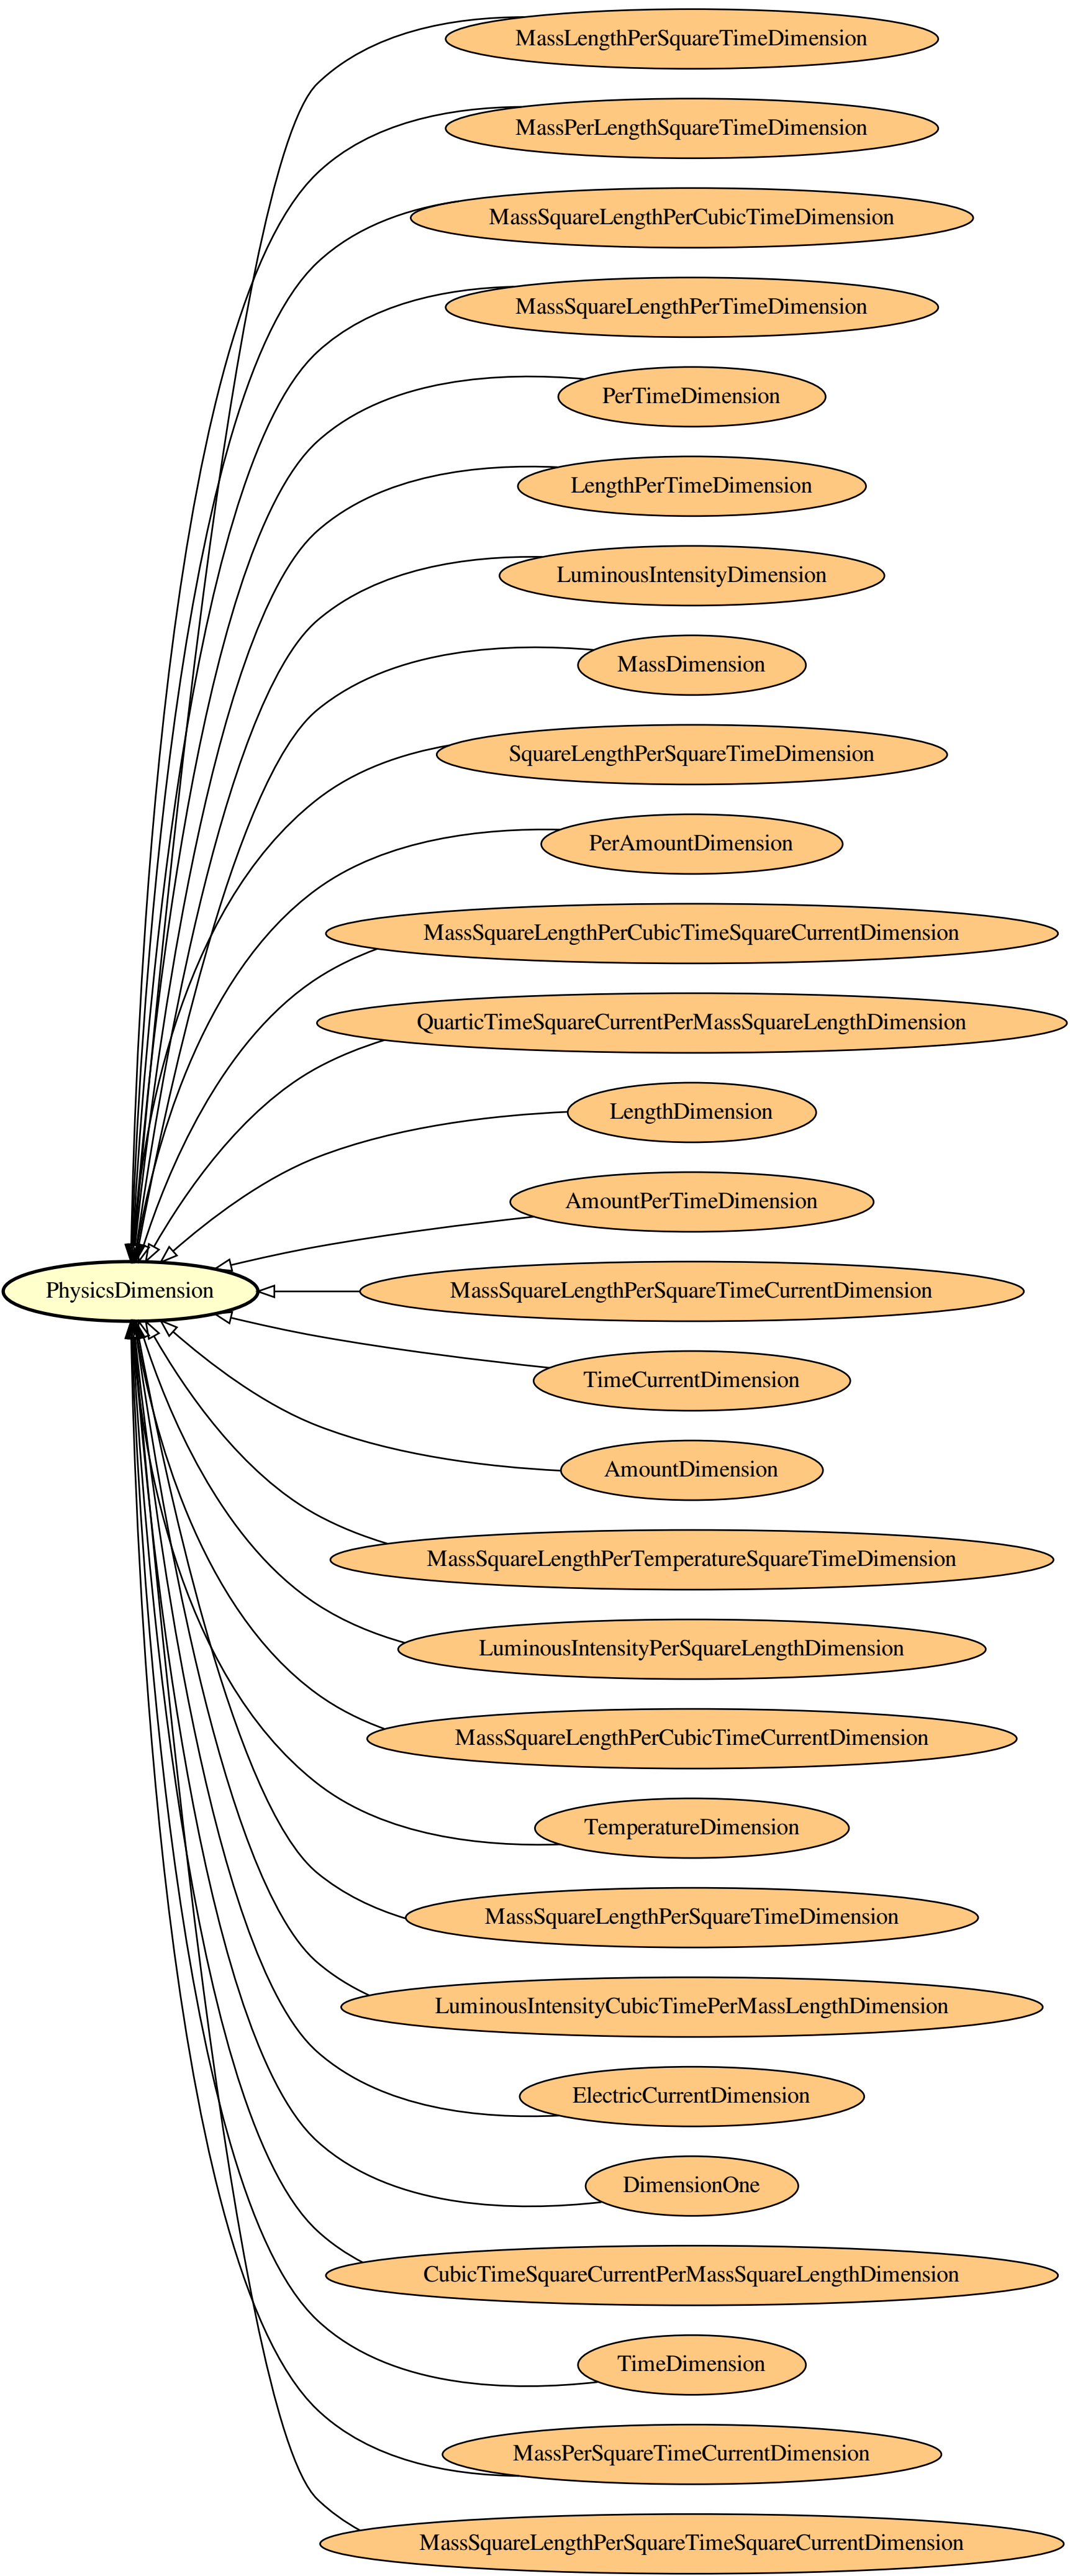 MassLengthPerSquareTimeDimension
MassPerLengthSquareTimeDimension
MassSquareLengthPerCubicTimeDimension
MassSquareLengthPerTimeDimension
PerTimeDimension
LengthPerTimeDimension
LuminousIntensityDimension
MassDimension
SquareLengthPerSquareTimeDimension
PerAmountDimension
MassSquareLengthPerCubicTimeSquareCurrentDimension
QuarticTimeSquareCurrentPerMassSquareLengthDimension
LengthDimension
AmountPerTimeDimension
PhysicsDimension
MassSquareLengthPerSquareTimeCurrentDimension
TimeCurrentDimension
AmountDimension
MassSquareLengthPerTemperatureSquareTimeDimension
LuminousIntensityPerSquareLengthDimension
MassSquareLengthPerCubicTimeCurrentDimension
TemperatureDimension
MassSquareLengthPerSquareTimeDimension
LuminousIntensityCubicTimePerMassLengthDimension
ElectricCurrentDimension
DimensionOne
CubicTimeSquareCurrentPerMassSquareLengthDimension
TimeDimension
MassPerSquareTimeCurrentDimension
MassSquareLengthPerSquareTimeSquareCurrentDimension